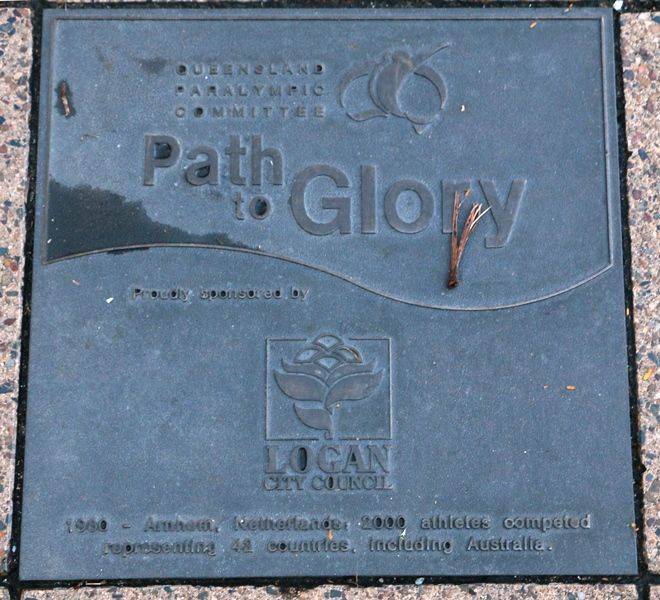 QUEENSLAND
PARALYMPIC
COMMITTEE
Path
to Glory
Proudly sponsored by
LOGAN
CITY COUNCIL
1980 - Arnhem, Netherlands. 2000 athletes competed
representing 42 countries, including Australia.